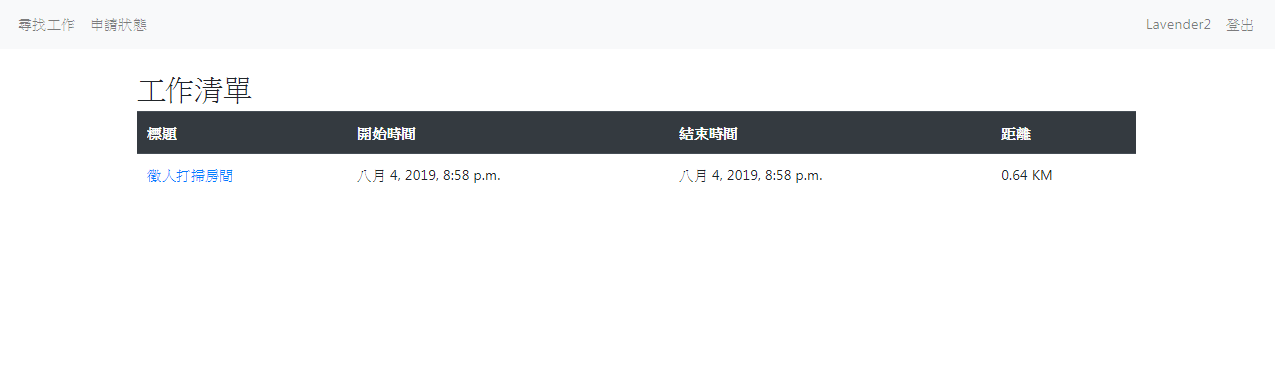 尋找工作 申請狀態 Lavender2 登出
工作清單
標題 開始時間 結束時間 距離
徵人打掃房間 八月 4, 2019, 8:58 p.m. 八月 4, 2019, 8:58 p.m. 0.64 KM